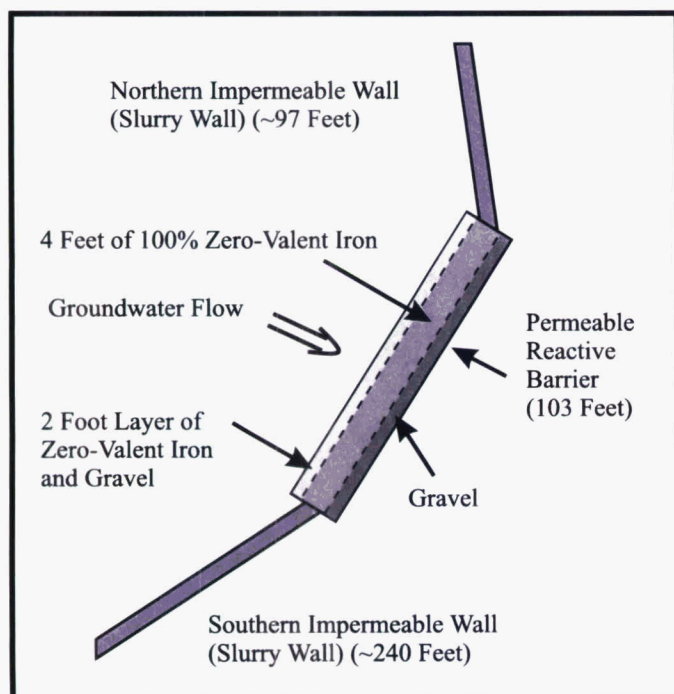 Northern Impermeable Wall
(Slurry Wall) (~97 Feet)
4 Feet of 100% Zero-Valent Iron
Groundwater Flow
Permeable
Reactive
Barrier
(103 Feet)
2 Foot Layer of
Zero-Valent Iron
and Gravel
Gravel
Southern Impermeable Wall
(Slurry Wall) (~240 Feet)